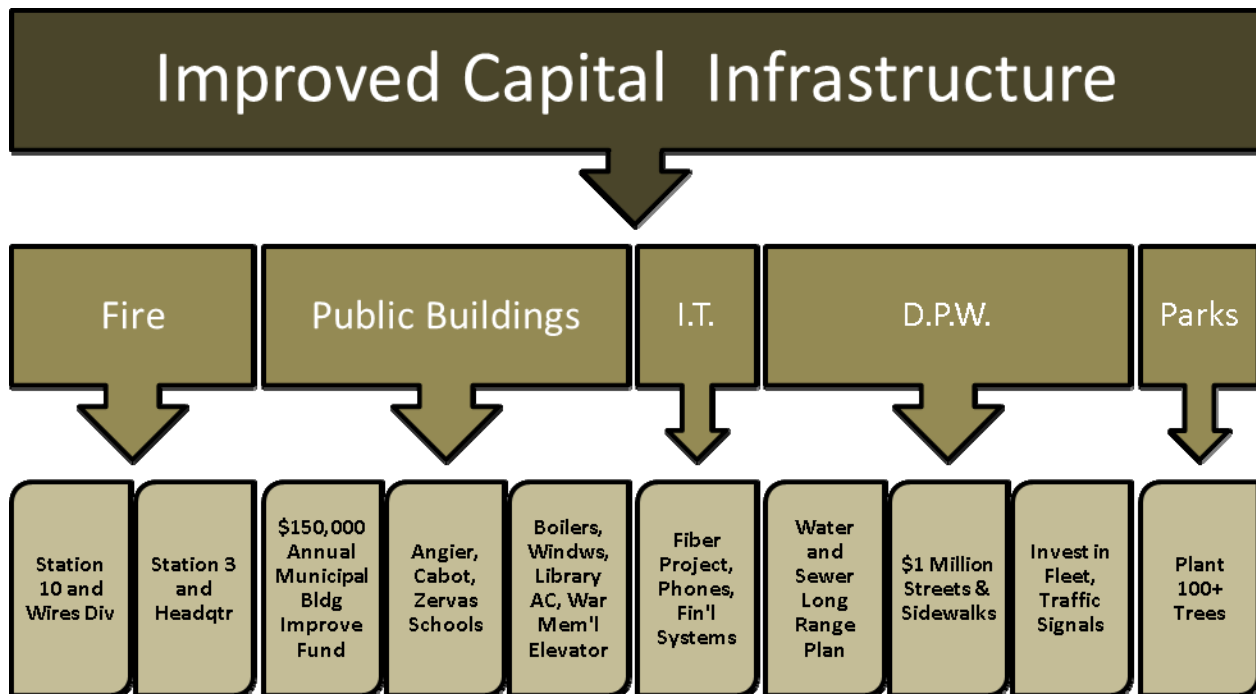 Improved Capital Infrastructure
Fire
Public Buildings
I.T.
D.P.W.
Parks
Station
10 and
Wires Div
Station 3
and
Headqtr
$150,000
Annual
Municipal
Bldg
Improve
Fund
Angier,
Cabot,
Zervas
Schools
Boilers,
Windws,
Library
AC, War
Mem'l
Elevator
Fiber
Project,
Phones,
Fin'l
Systems
Water
and
Sewer
Long
Range
Plan
$1 Million
Streets &
Sidewalks
Invest in
Fleet,
Traffic
Signals
Plant
100+
Trees